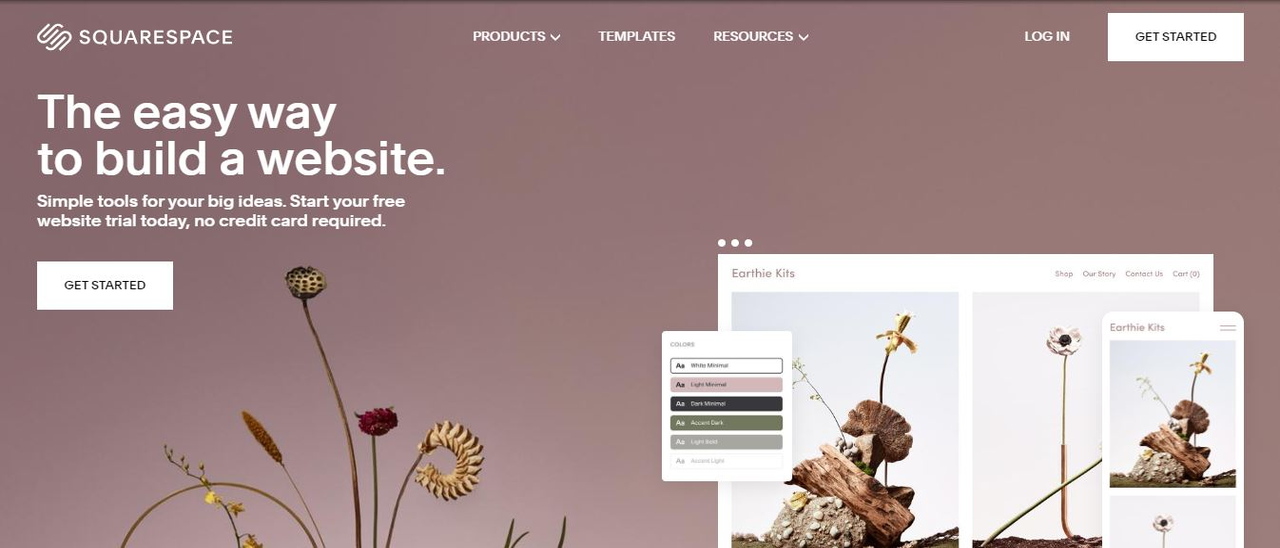 SQUARESPACE
PRODUCTS
TEMPLATES
RESOURCES
LOG IN
GET STARTED
The easy way
to build a website.
Simple tools for your big ideas. Start your free
website trial today, no credit card required.
GET STARTED
Earthie Kits
Shop
Our Story
Contact Us
Cart (0)
Earthie Kits
COLORS
Aa White Minimal
Aa Light Minimal
Aa Dark Minimal
Aa Accent Dark
Aa Light Bold
Aa Accent Light